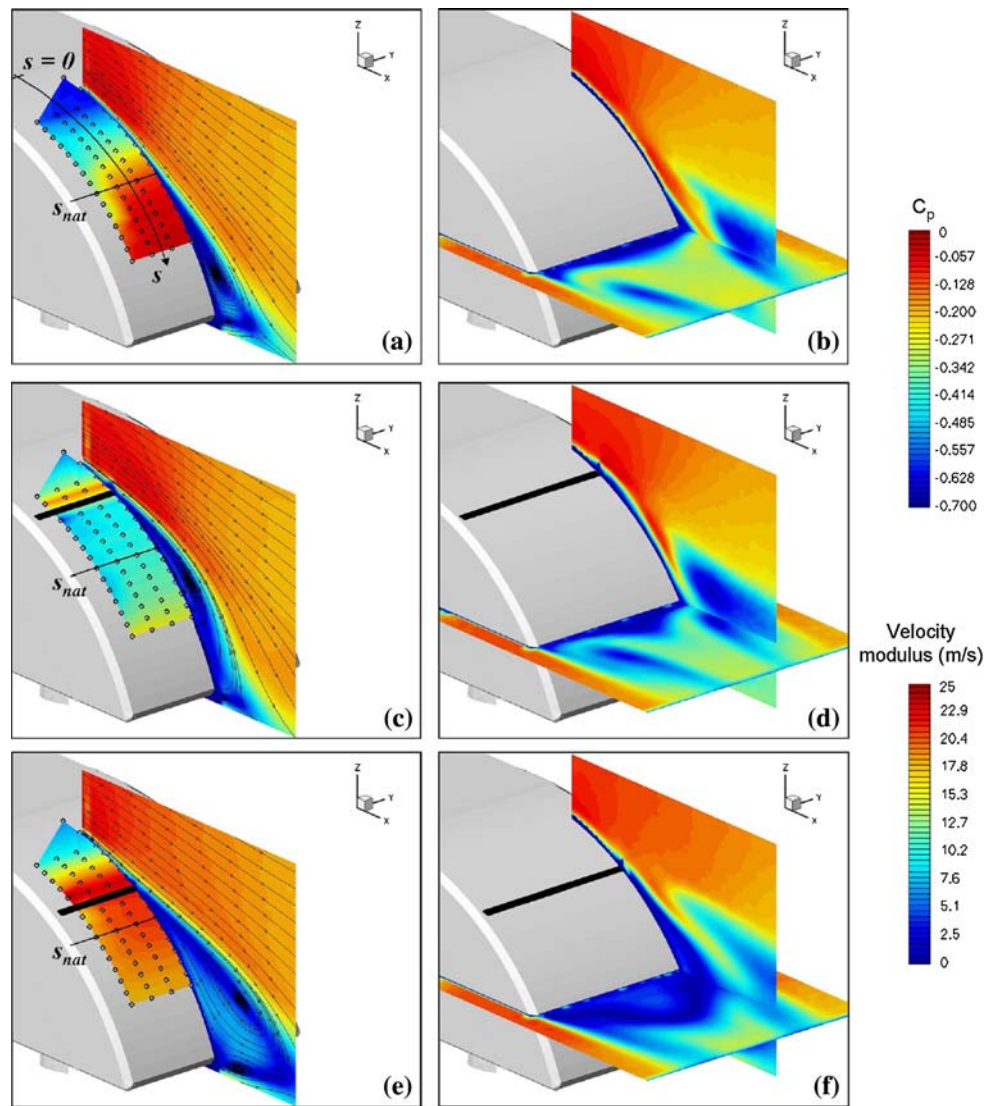 s = 0
s_nat
s
Z
Y
X
(a)
Z
Y
X
(b)
C_p
0
-0.057
-0.128
-0.200
-0.271
-0.342
-0.414
-0.485
-0.557
-0.628
-0.700
s_nat
Z
Y
X
(c)
Z
Y
X
(d)
Velocity
modulus (m/s)
25
22.9
20.4
17.8
15.3
12.7
10.2
7.6
5.1
2.5
0
s_nat
Z
Y
X
(e)
Z
Y
X
(f)